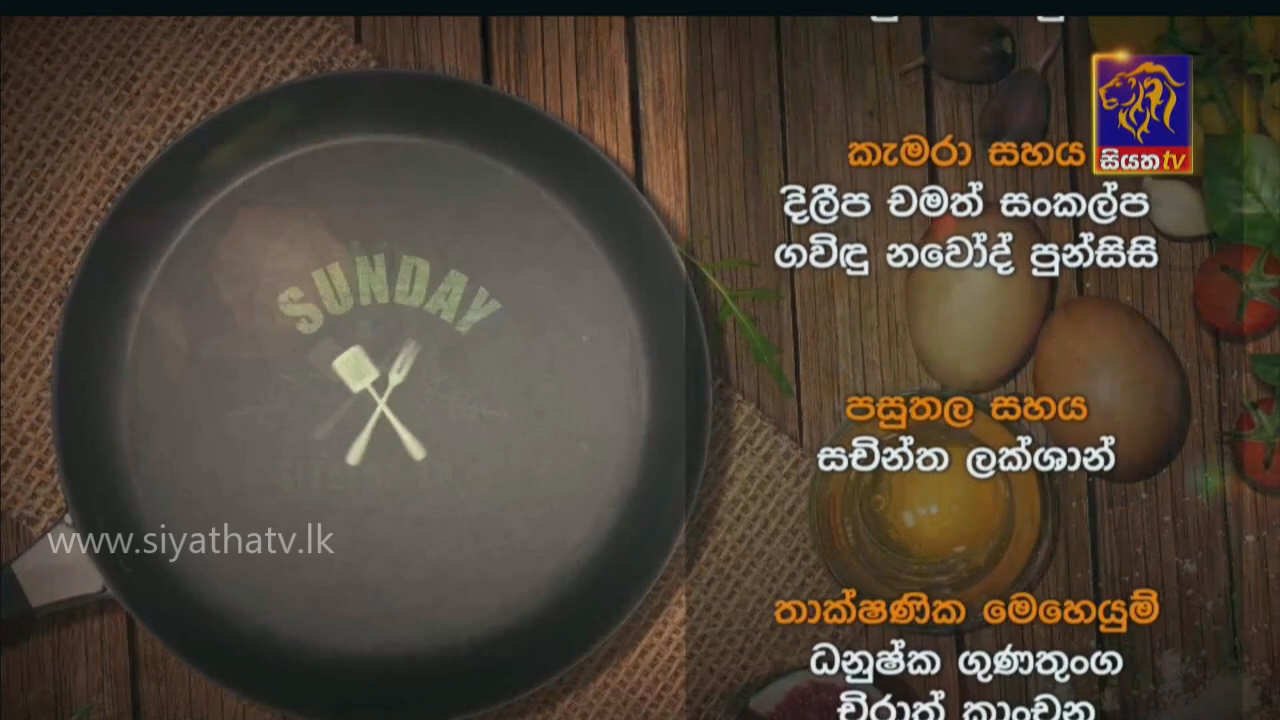 සියත tv
කැමරා සහය
දිලීප චමත් සංකල්ප
ගවිඳු නවෝද් පුන්සිසි
SUNDAY
පසුතල සහය
සචින්ත ලක්ශාන්
www.siyathatv.lk
තාක්ෂණික මෙහෙයුම්
ධනුෂ්ක ගුණතුංග
චිරාත් කාංචන